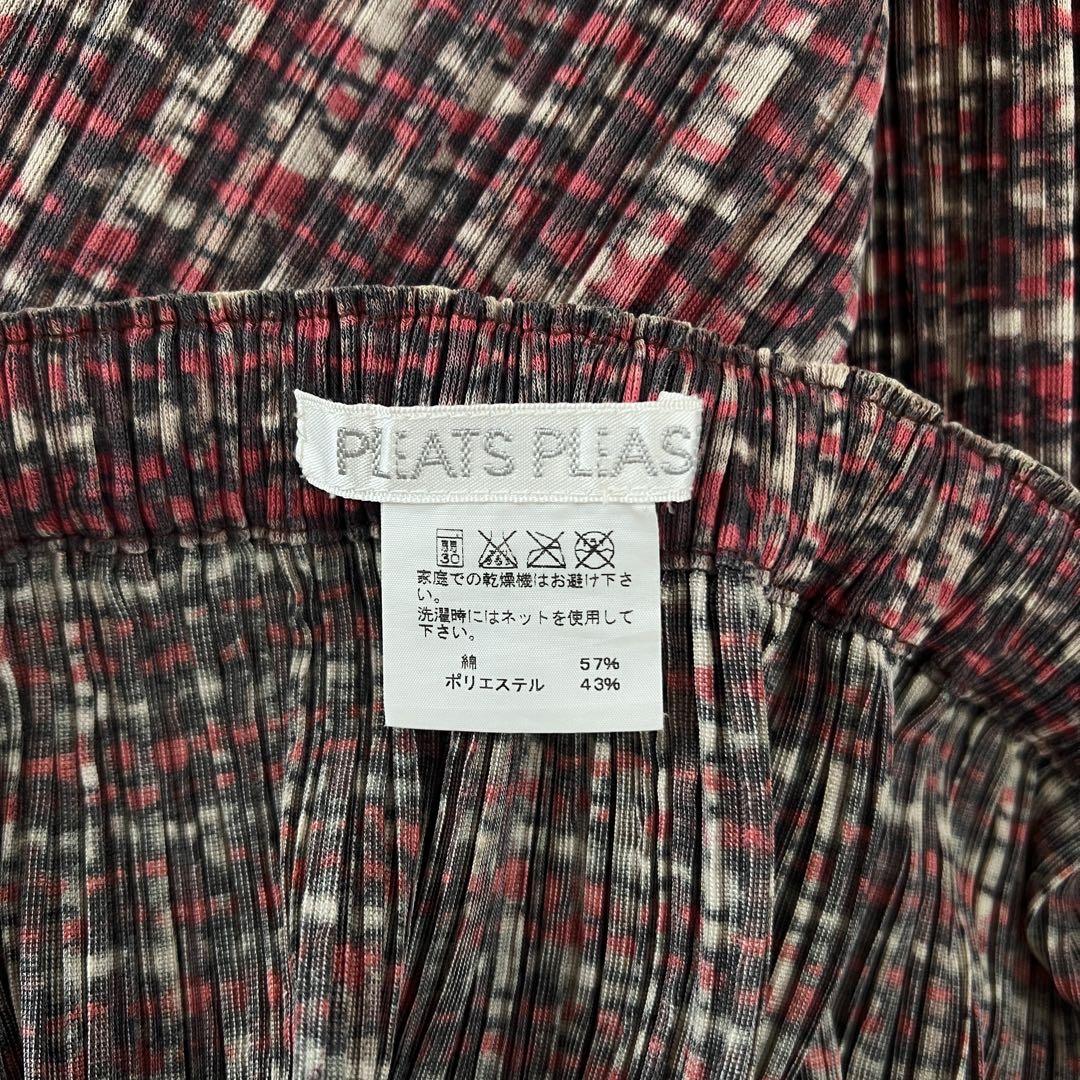 PLEATS PLEAS
30
家庭での乾燥機はお避け下さ
い。
洗濯時にはネットを使用して
下さい。
綿 57%
ポリエステル 43%